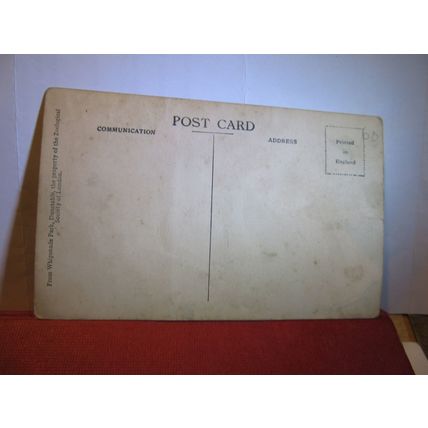 POST CARD
COMMUNICATION
ADDRESS
Printed
in
England
From Whipsnade Park, Dunstable, the property of the Zoological
Society of London.